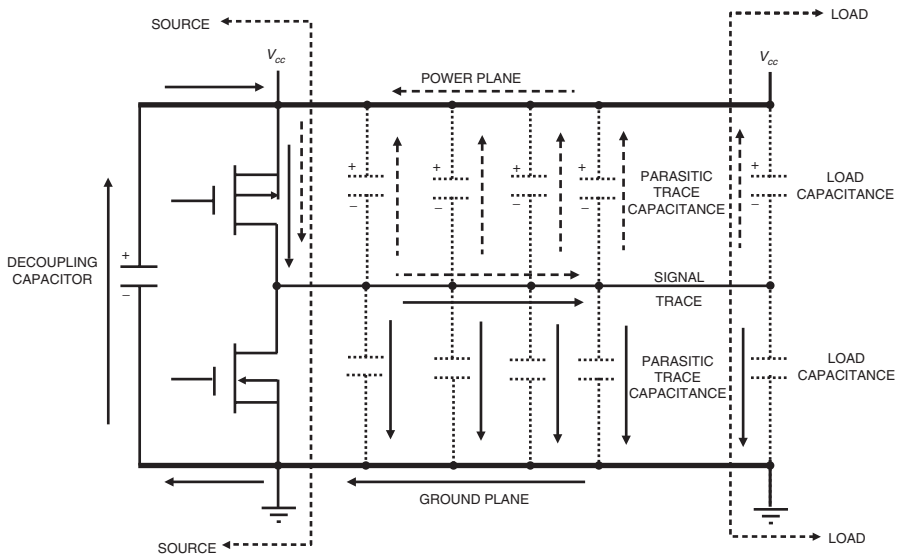 SOURCE
LOAD
Vcc
Vcc
POWER PLANE
+
+
+
+
+
–
–
–
–
–
PARASITIC
TRACE
CAPACITANCE
LOAD
CAPACITANCE
DECOUPLING
CAPACITOR
+
–
SIGNAL
TRACE
PARASITIC
TRACE
CAPACITANCE
LOAD
CAPACITANCE
GROUND PLANE
SOURCE
LOAD